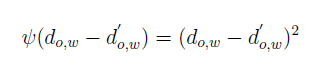 ψ(d_{o,w} − d^{'}_{o,w}) = (d_{o,w} − d^{'}_{o,w})^2